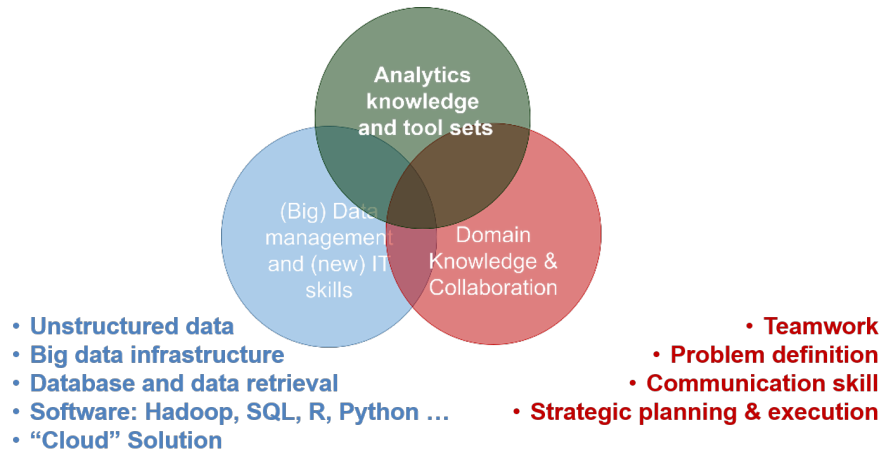 Analytics
knowledge
and tool sets
(Big) Data
management
and (new) IT
skills
Domain
Knowledge &
Collaboration
• Unstructured data
• Big data infrastructure
• Database and data retrieval
• Software: Hadoop, SQL, R, Python …
• “Cloud” Solution
• Teamwork
• Problem definition
• Communication skill
• Strategic planning & execution